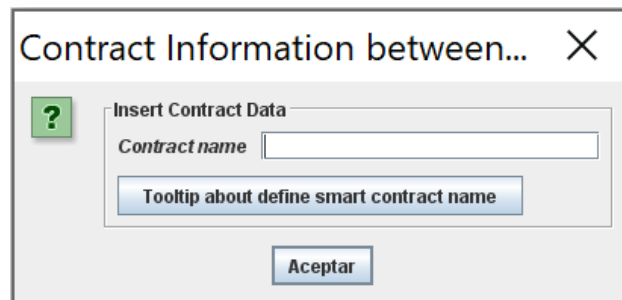 Contract Information between...
Insert Contract Data
Contract name
Tooltip about define smart contract name
Aceptar